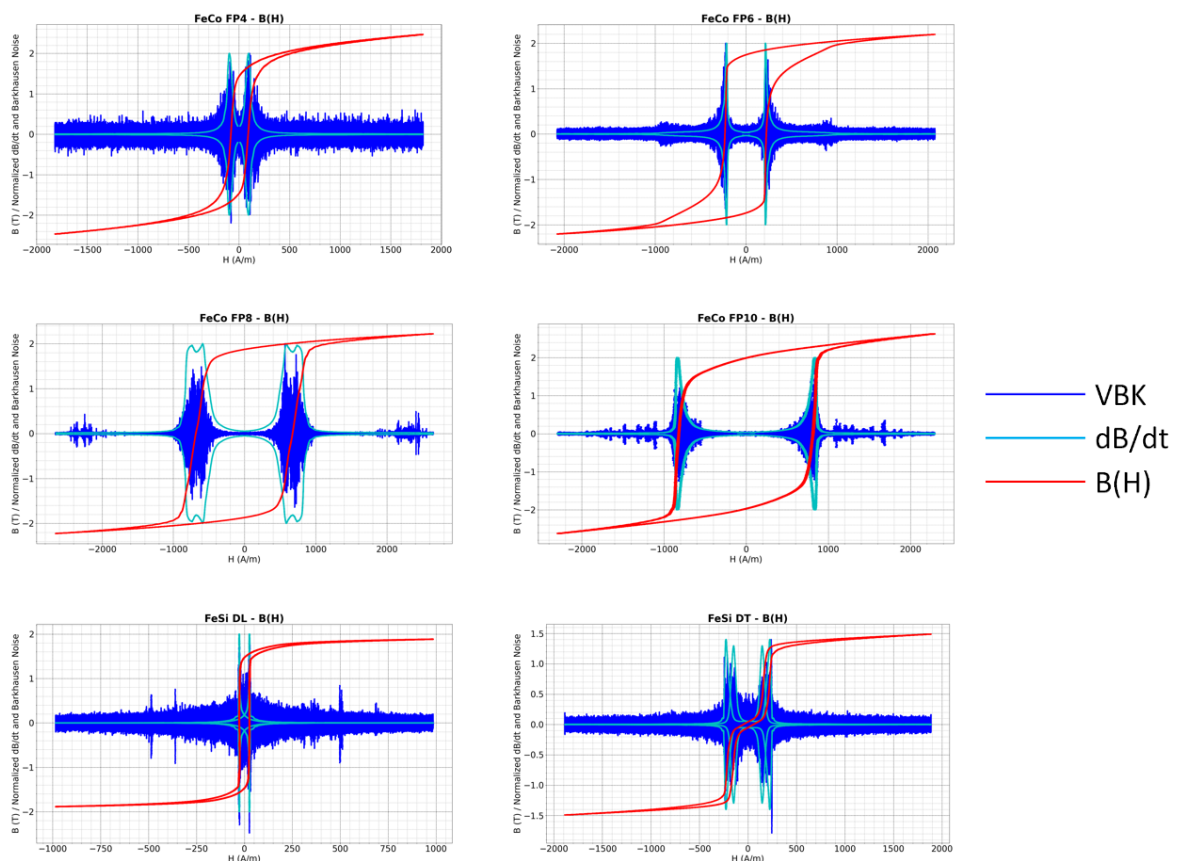 FeCo FP4 - B(H)
B (T) / Normalized dB/dt and Barkhausen Noise
2
1
0
−1
−2
−2000 −1500 −1000 −500 0 500 1000 1500 2000
H (A/m)
FeCo FP6 - B(H)
B (T) / Normalized dB/dt and Barkhausen Noise
2
1
0
−1
−2
−2000 −1000 0 1000 2000
H (A/m)
FeCo FP8 - B(H)
B (T) / Normalized dB/dt and Barkhausen Noise
2
1
0
−1
−2
−2000 −1000 0 1000 2000
H (A/m)
FeCo FP10 - B(H)
B (T) / Normalized dB/dt and Barkhausen Noise
2
1
0
−1
−2
−2000 −1000 0 1000 2000
H (A/m)
VBK
dB/dt
B(H)
FeSi DL - B(H)
B (T) / Normalized dB/dt and Barkhausen Noise
2
1
0
−1
−2
−1000 −750 −500 −250 0 250 500 750 1000
H (A/m)
FeSi DT - B(H)
B (T) / Normalized dB/dt and Barkhausen Noise
1.5
1.0
0.5
0.0
−0.5
−1.0
−1.5
−2000 −1500 −1000 −500 0 500 1000 1500 2000
H (A/m)